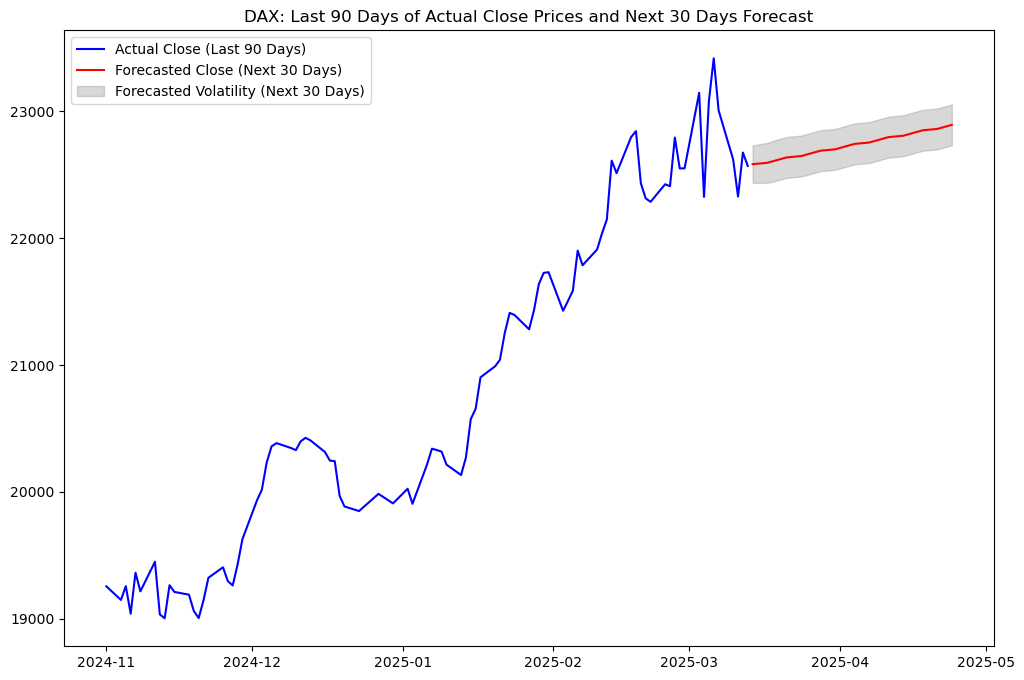 DAX: Last 90 Days of Actual Close Prices and Next 30 Days Forecast
Actual Close (Last 90 Days)
Forecasted Close (Next 30 Days)
Forecasted Volatility (Next 30 Days)
23000
22000
21000
20000
19000
2024-11 2024-12 2025-01 2025-02 2025-03 2025-04 2025-05